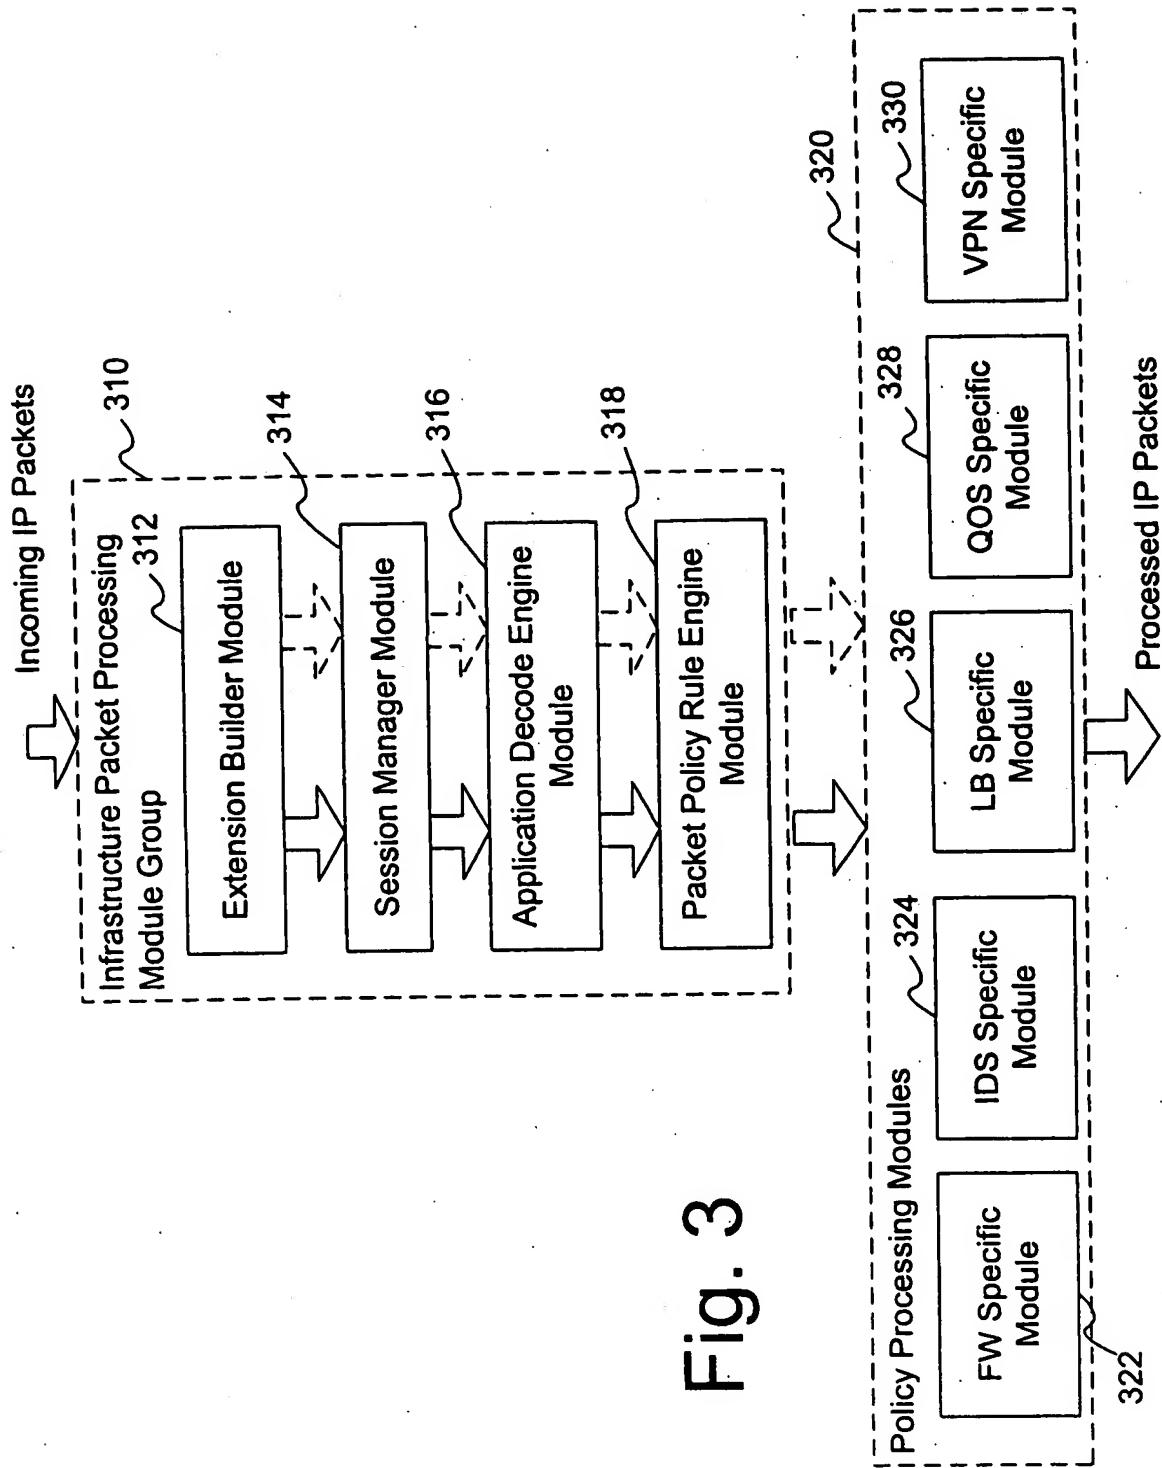 Incoming IP Packets
310
Infrastructure Packet Processing
Module Group
312
Extension Builder Module
314
Session Manager Module
316
Application Decode Engine
Module
318
Packet Policy Rule Engine
Module
320
Policy Processing Modules
FW Specific
Module
322
IDS Specific
Module
324
LB Specific
Module
326
QOS Specific
Module
328
VPN Specific
Module
330
Processed IP Packets
Fig. 3